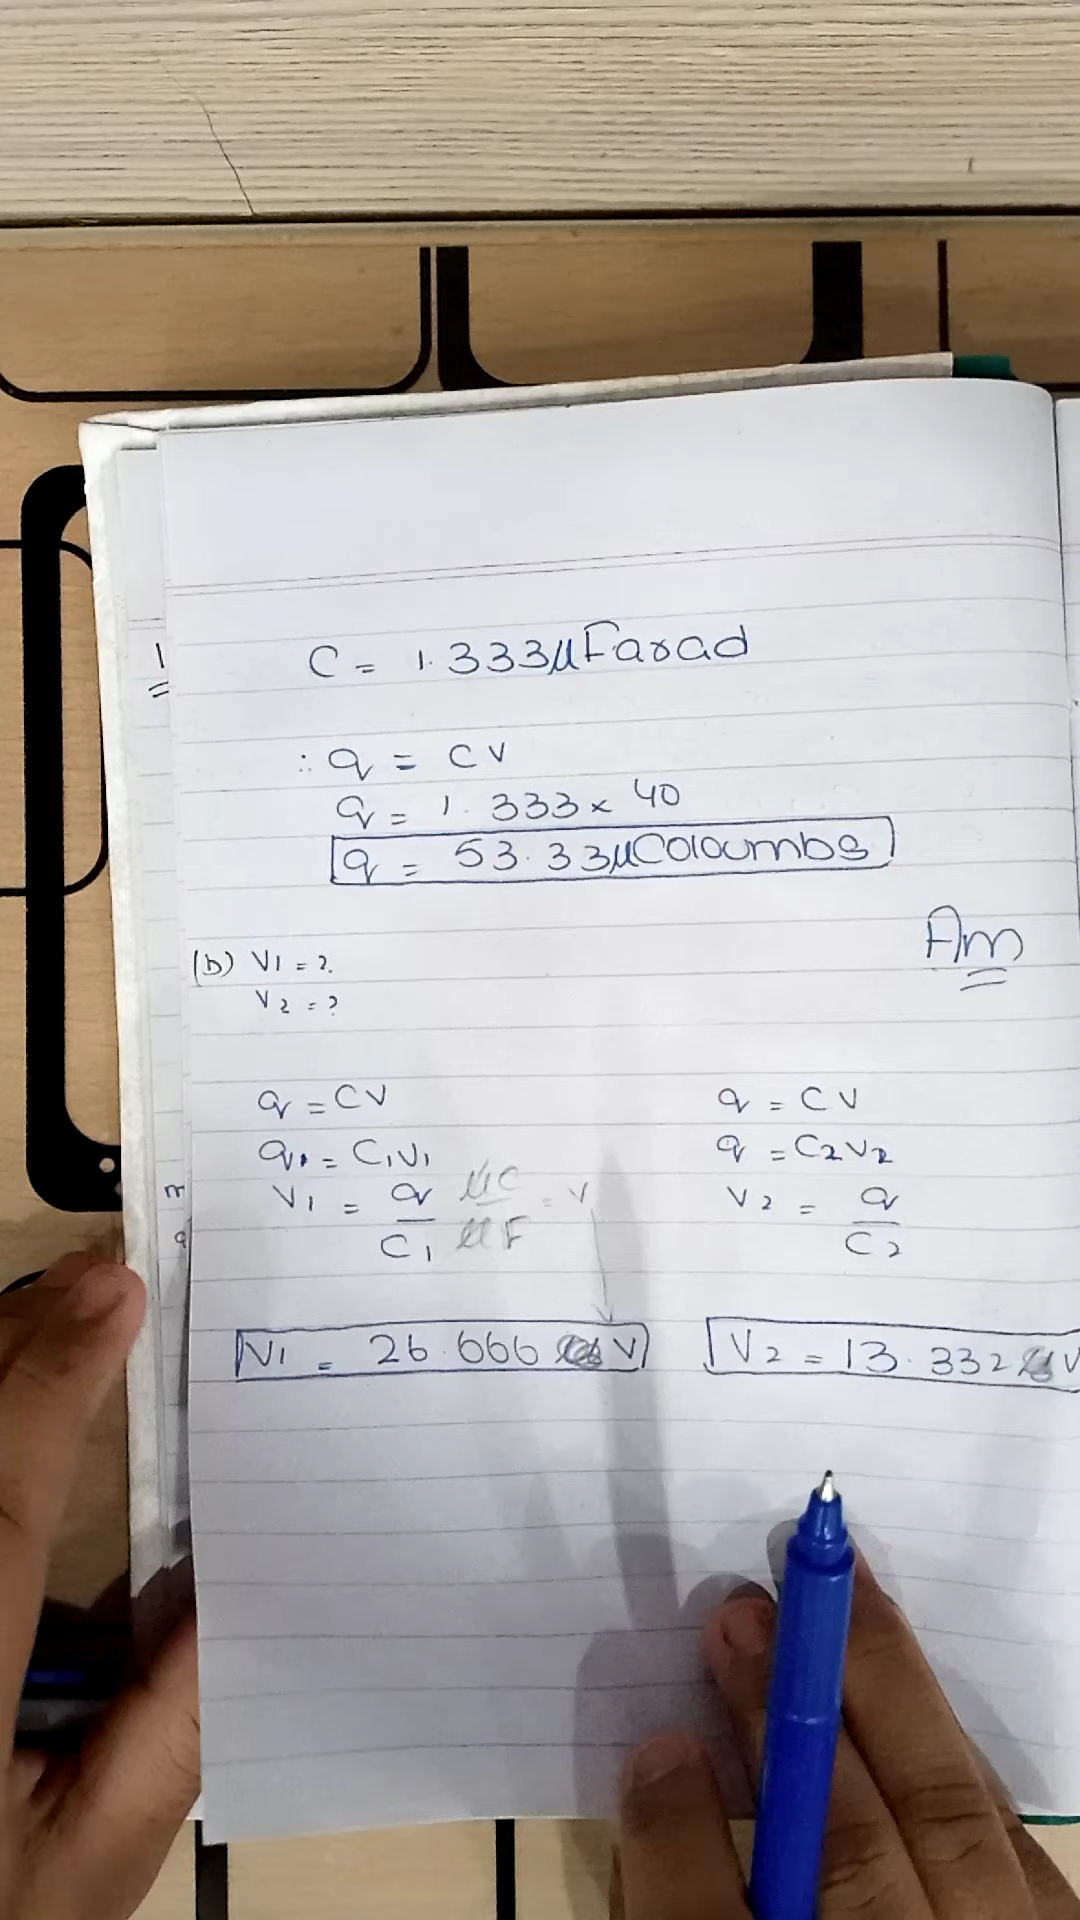 1
C = 1.333μFarad
∴ q = CV
q = 1.333 × 40
q = 53.33μColoumbs
Ans
(b) V1 = ?.
V2 = ?
q = CV
q = CV
q1 = C1V1
q = C2V2
V1 = q/C1 μC/μF = V
V2 = q/C2
V1 = 26.666 V
V2 = 13.332 V